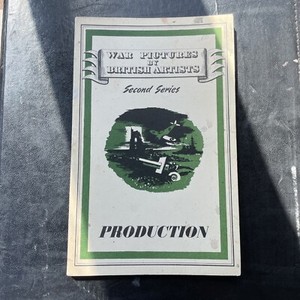 WAR PICTURES
BY
BRITISH ARTISTS
Second Series
PRODUCTION